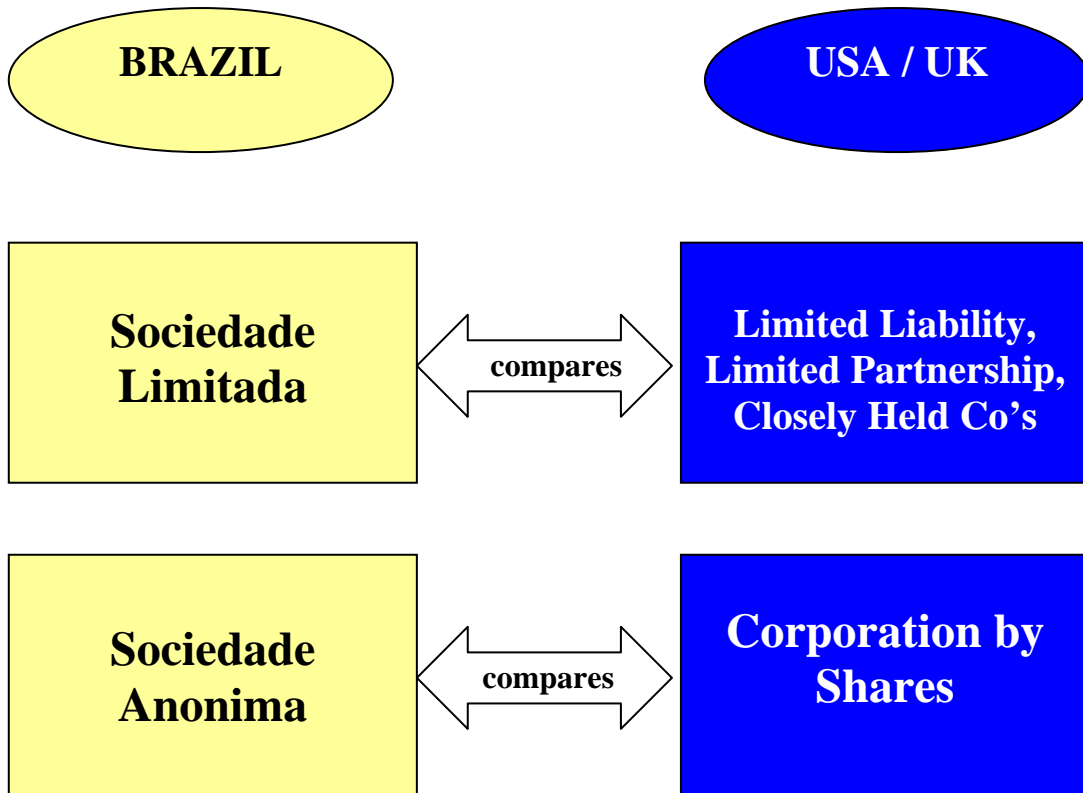 BRAZIL
USA / UK
Sociedade
Limitada
compares
Limited Liability,
Limited Partnership,
Closely Held Co’s
Sociedade
Anonima
compares
Corporation by
Shares